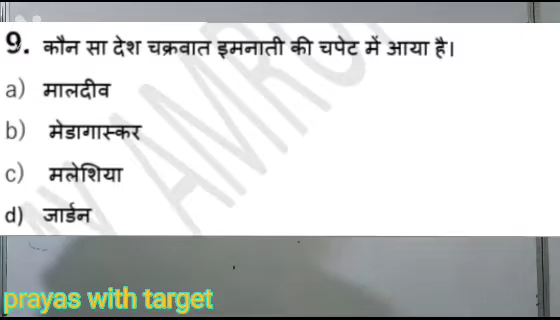 9. कौन सा देश चक्रवात इमनाती की चपेट में आया है।
a) मालदीव
b) मेडागास्कर
c) मलेशिया
d) जार्डन
prayas with target